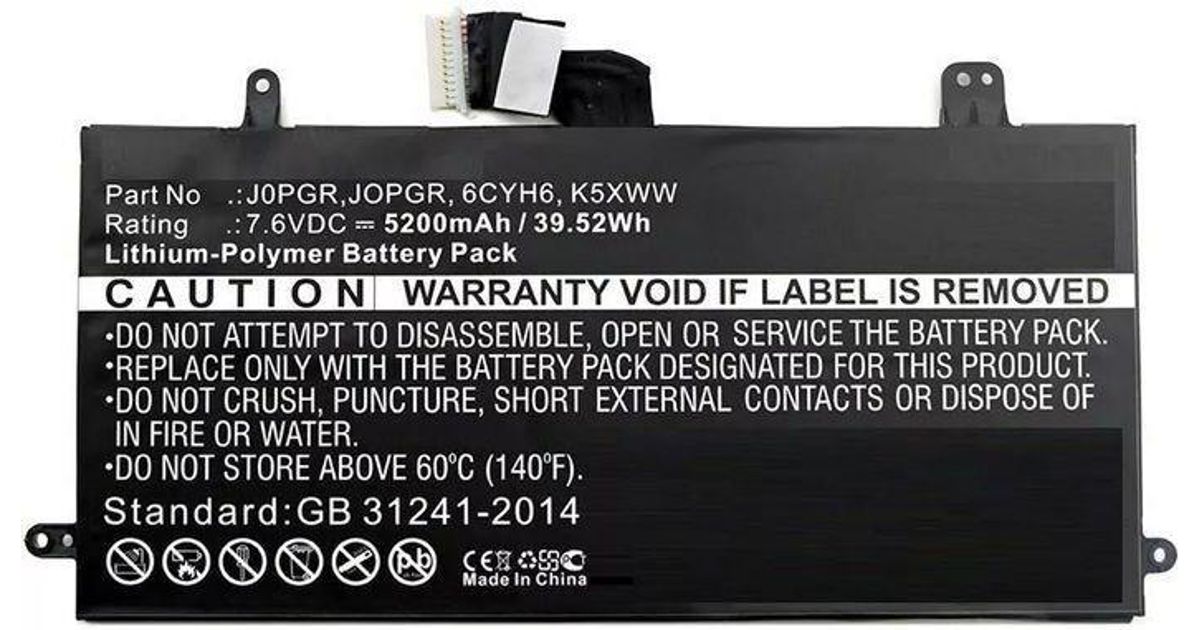 Part No .:J0PGR,JOPGR, 6CYH6, K5XWW
Rating .:7.6VDC ⎓ 5200mAh / 39.52Wh
Lithium-Polymer Battery Pack
CAUTION WARRANTY VOID IF LABEL IS REMOVED
•DO NOT ATTEMPT TO DISASSEMBLE, OPEN OR SERVICE THE BATTERY PACK.
•REPLACE ONLY WITH THE BATTERY PACK DESIGNATED FOR THIS PRODUCT.
•DO NOT CRUSH, PUNCTURE, SHORT EXTERNAL CONTACTS OR DISPOSE OF
IN FIRE OR WATER.
•DO NOT STORE ABOVE 60°C (140°F).
Standard:GB 31241-2014
Pb
CE
Made In China